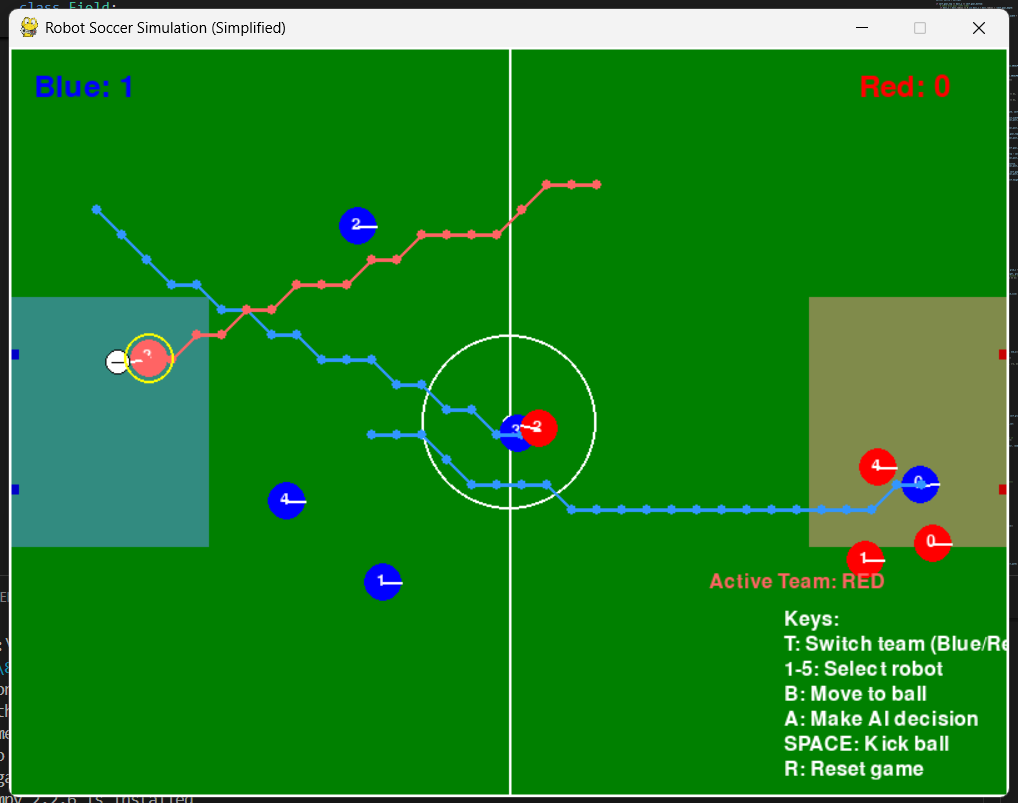 class Field:
Robot Soccer Simulation (Simplified)
Blue: 1
Red: 0
2
3
3
2
4
4
0
0
1
1
Active Team: RED
Keys:
T: Switch team (Blue/Re
1-5: Select robot
B: Move to ball
A: Make AI decision
SPACE: Kick ball
R: Reset game